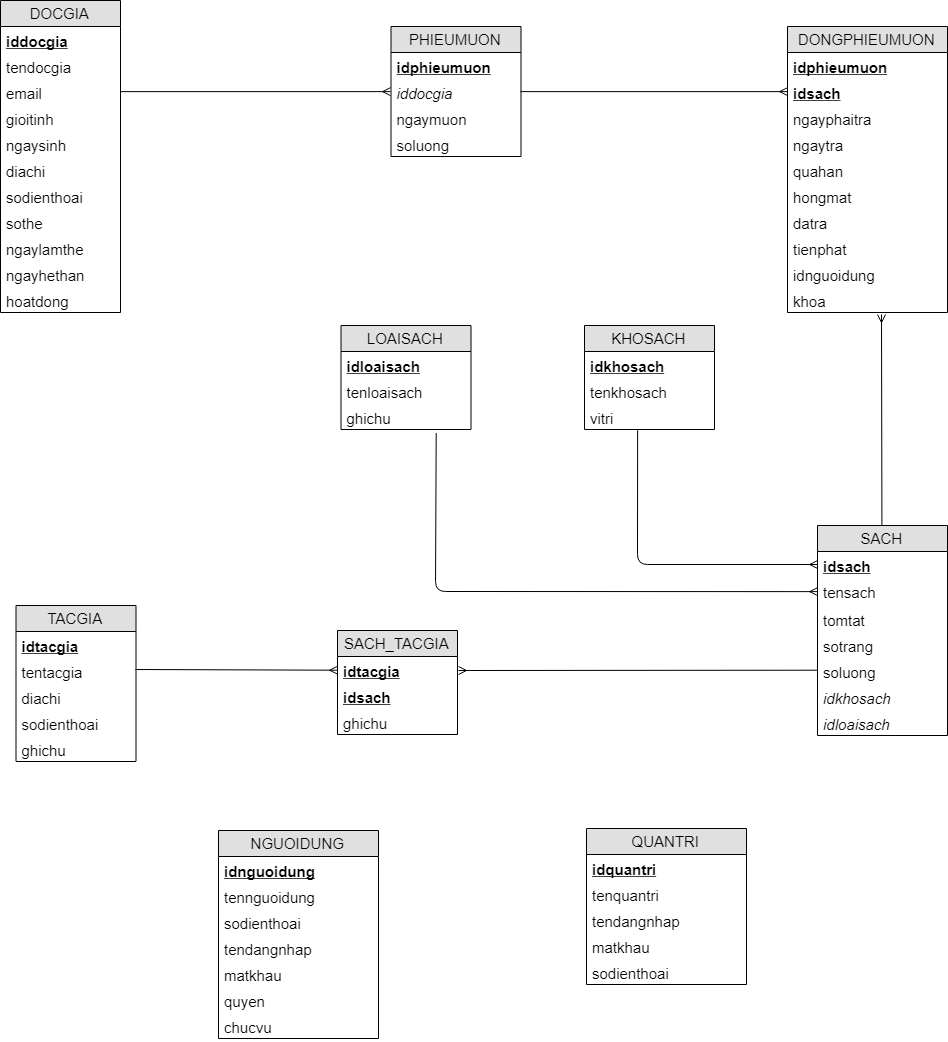 DOCGIA
iddocgia
tendocgia
email
gioitinh
ngaysinh
diachi
sodienthoai
sothe
ngaylamthe
ngayhethan
hoatdong
PHIEUMUON
idphieumuon
iddocgia
ngaymuon
soluong
DONGPHIEUMUON
idphieumuon
idsach
ngayphaitra
ngaytra
quahan
hongmat
datra
tienphat
idnguoidung
khoa
LOAISACH
idloaisach
tenloaisach
ghichu
KHOSACH
idkhosach
tenkhosach
vitri
SACH
idsach
tensach
tomtat
sotrang
soluong
idkhosach
idloaisach
TACGIA
idtacgia
tentacgia
diachi
sodienthoai
ghichu
SACH_TACGIA
idtacgia
idsach
ghichu
NGUOIDUNG
idnguoidung
tennguoidung
sodienthoai
tendangnhap
matkhau
quyen
chucvu
QUANTRI
idquantri
tenquantri
tendangnhap
matkhau
sodienthoai